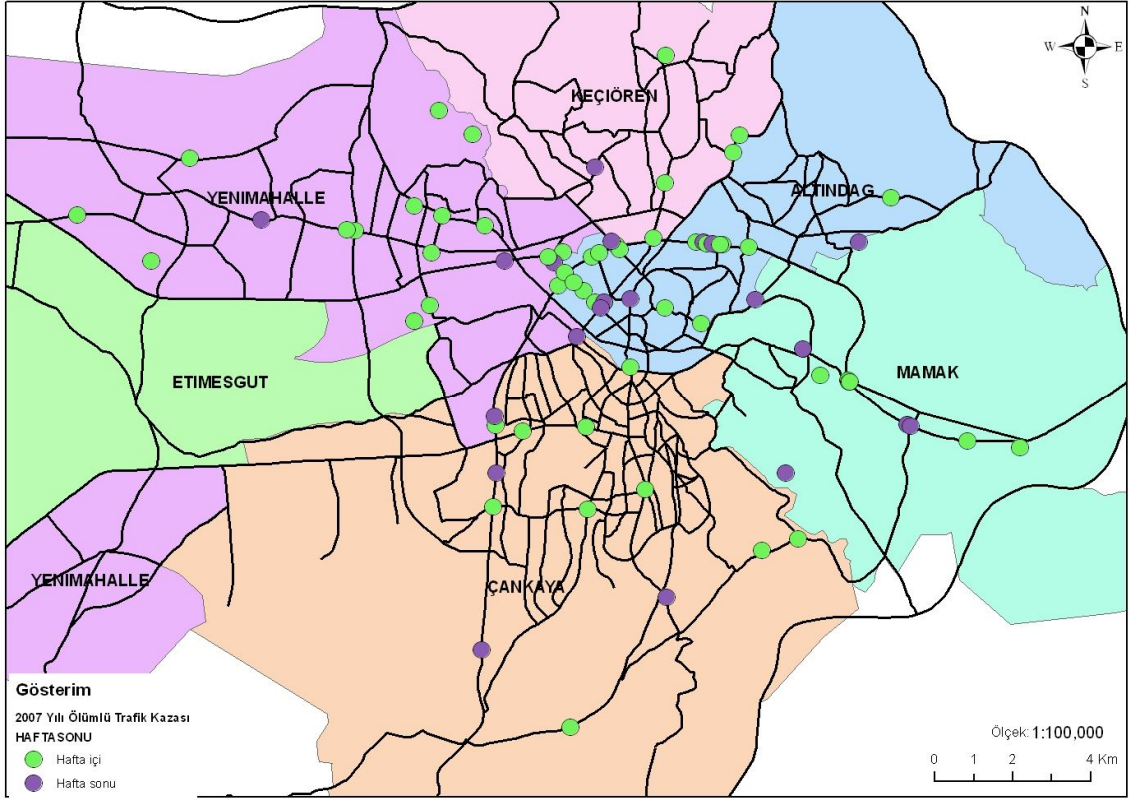 N
W E
S
KEÇİÖREN
ALTINDAG
YENIMAHALLE
ETIMESGUT
MAMAK
YENIMAHALLE
ÇANKAYA
Gösterim
2007 Yılı Ölümlü Trafik Kazası
HAFTASONU
Hafta içi
Hafta sonu
Ölçek: 1:100,000
0 1 2 4 Km